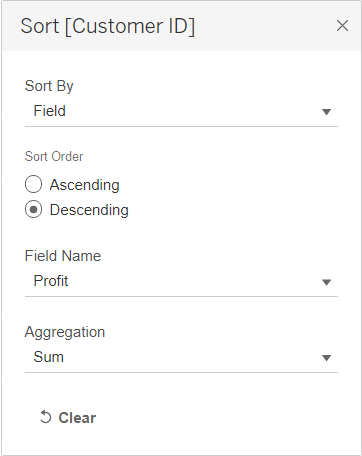 Sort [Customer ID]
Sort By
Field
Sort Order
Ascending
Descending
Field Name
Profit
Aggregation
Sum
Clear